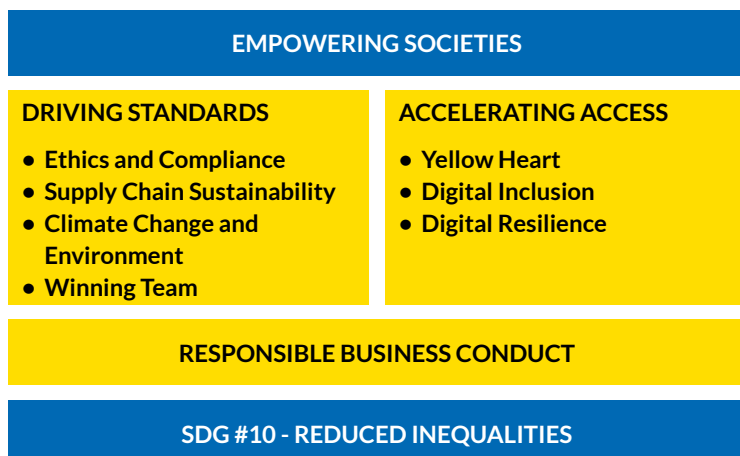 EMPOWERING SOCIETIES
DRIVING STANDARDS
● Ethics and Compliance
● Supply Chain Sustainability
● Climate Change and
Environment
● Winning Team
ACCELERATING ACCESS
● Yellow Heart
● Digital Inclusion
● Digital Resilience
RESPONSIBLE BUSINESS CONDUCT
SDG #10 - REDUCED INEQUALITIES